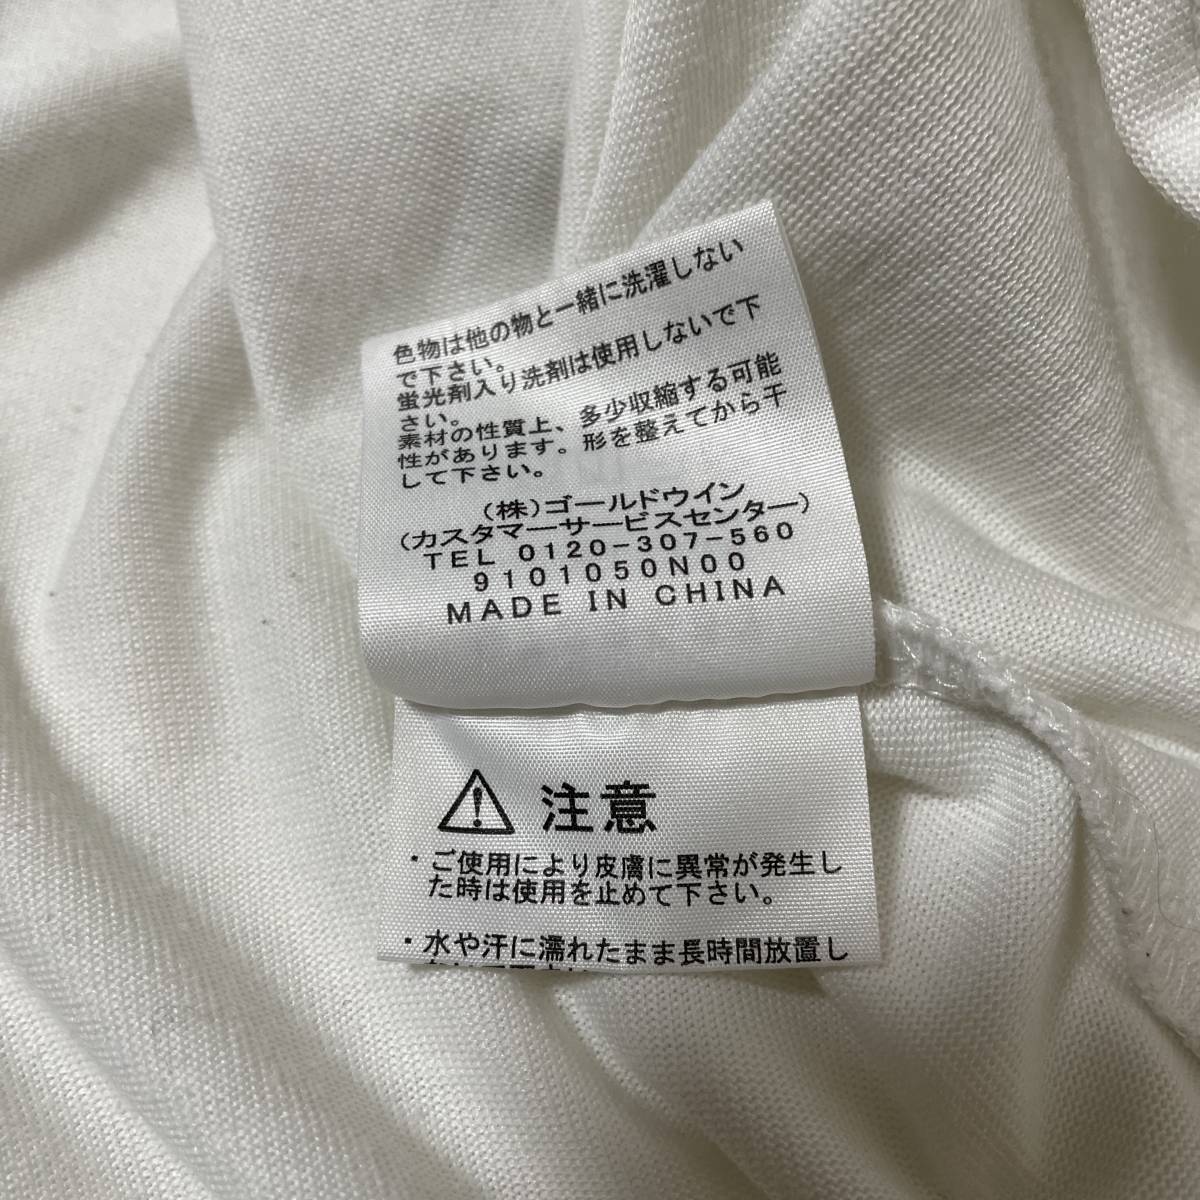 色物は他の物と一緒に洗濯しない
で下さい。
蛍光剤入り洗剤は使用しないで下
さい。
素材の性質上、多少収縮する可能
性があります。形を整えてから干
して下さい。
(株)ゴールドウイン
(カスタマーサービスセンター)
TEL 0120-307-560
9101050N00
MADE IN CHINA
注意
・ご使用により皮膚に異常が発生し
た時は使用を止めて下さい。
・水や汗に濡れたまま長時間放置し